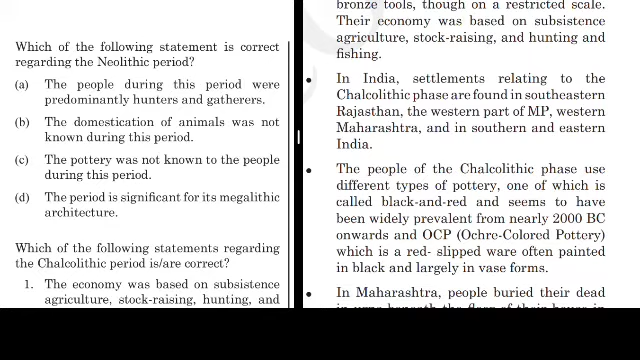 Which of the following statement is correct
regarding the Neolithic period?
(a) The people during this period were
predominantly hunters and gatherers.
(b) The domestication of animals was not
known during this period.
(c) The pottery was not known to the people
during this period.
(d) The period is significant for its megalithic
architecture.
Which of the following statements regarding
the Chalcolithic period is/are correct?
1. The economy was based on subsistence
agriculture, stock-raising, hunting, and
bronze tools, though on a restricted scale.
Their economy was based on subsistence
agriculture, stock-raising, and hunting and
fishing.
• In India, settlements relating to the
Chalcolithic phase are found in southeastern
Rajasthan, the western part of MP, western
Maharashtra, and in southern and eastern
India.
• The people of the Chalcolithic phase use
different types of pottery, one of which is
called black-and-red and seems to have
been widely prevalent from nearly 2000 BC
onwards and OCP (Ochre-Colored Pottery)
which is a red- slipped ware often painted
in black and largely in vase forms.
• In Maharashtra, people buried their dead